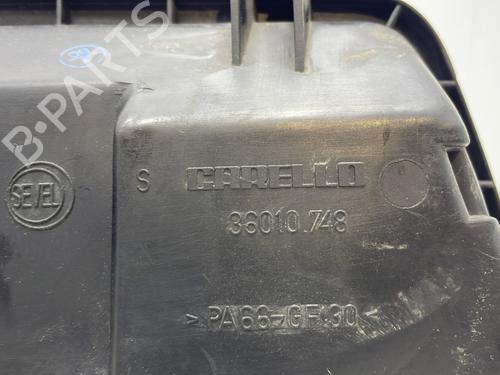 B-PARTS
SEVEL
S CARELLO
36010.748
>PA66-GF30<